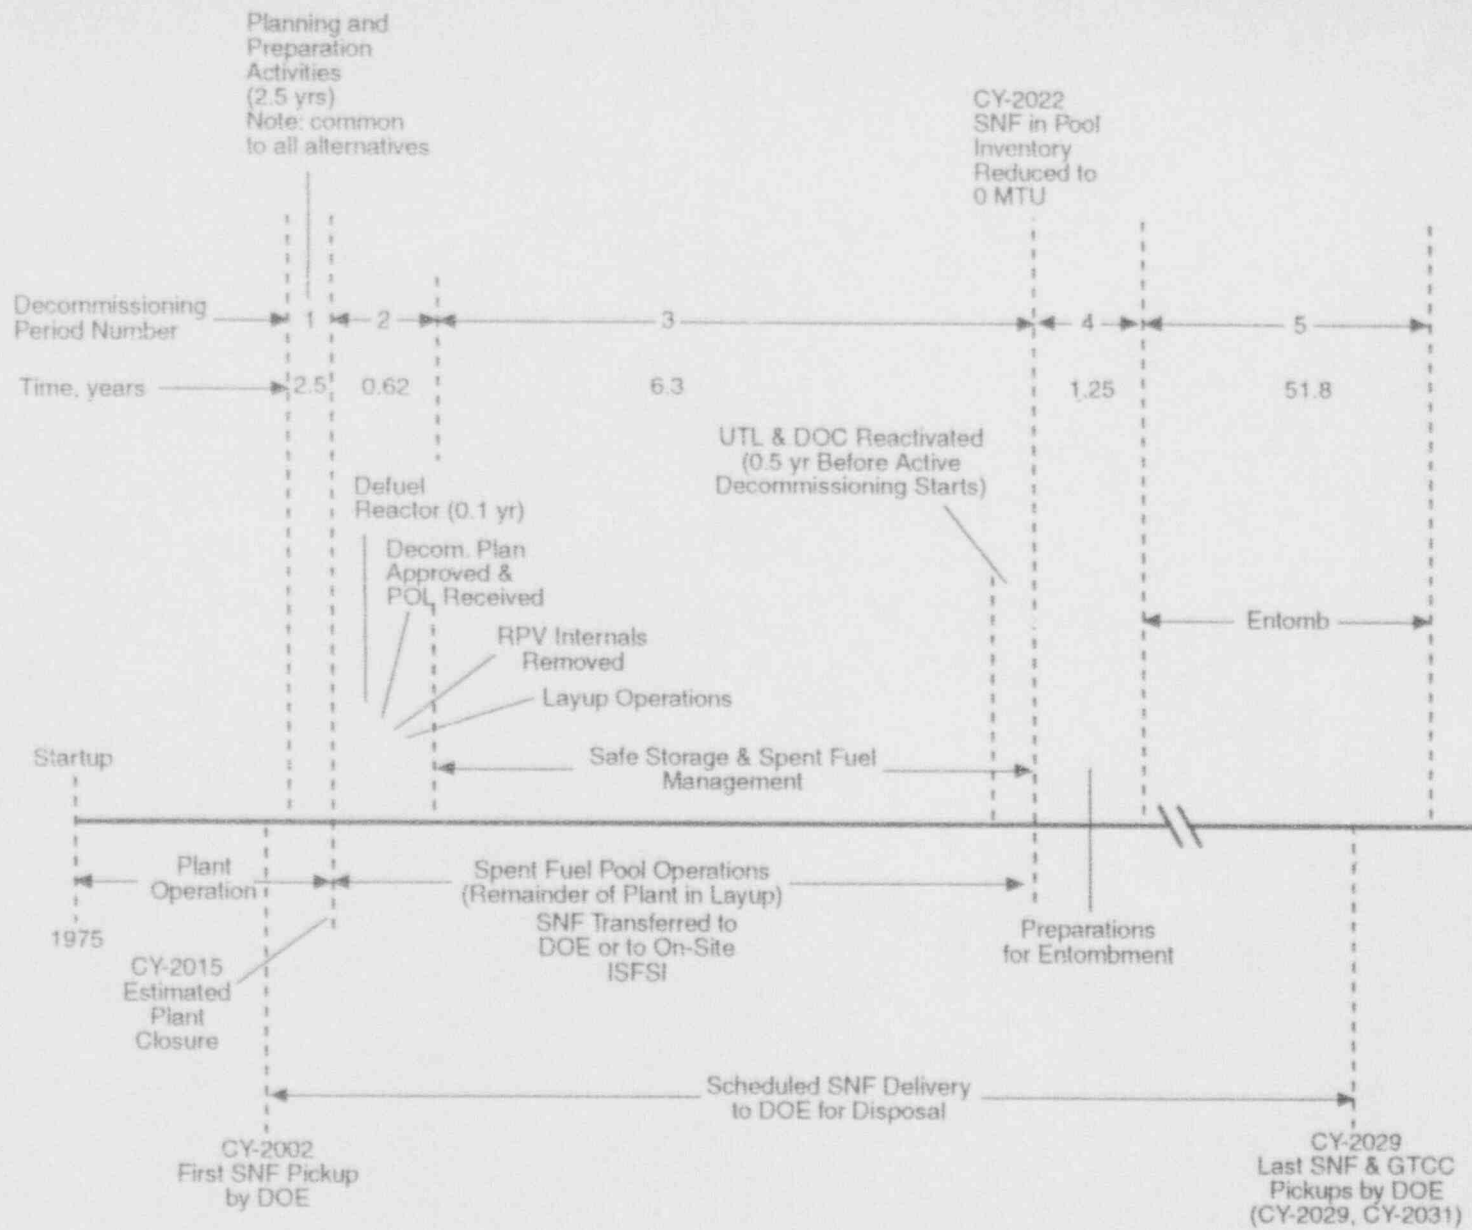 Planning and
Preparation
Activities
(2.5 yrs)
Note: common
to all alternatives
CY-2022
SNF in Pool
Inventory
Reduced to
0 MTU
Decommissioning
Period Number
1
2
3
4
5
Time, years
2.5
0.62
6.3
1.25
51.8
UTL & DOC Reactivated
(0.5 yr Before Active
Decommissioning Starts)
Defuel
Reactor (0.1 yr)
Decom. Plan
Approved &
POL Received
RPV Internals
Removed
Layup Operations
Entomb
Startup
Safe Storage & Spent Fuel
Management
Plant
Operation
Spent Fuel Pool Operations
(Remainder of Plant in Layup)
SNF Transferred to
DOE or to On-Site
ISFSI
1975
Preparations
for Entombment
CY-2015
Estimated
Plant
Closure
Scheduled SNF Delivery
to DOE for Disposal
CY-2002
First SNF Pickup
by DOE
CY-2029
Last SNF & GTCC
Pickups by DOE
(CY-2029, CY-2031)